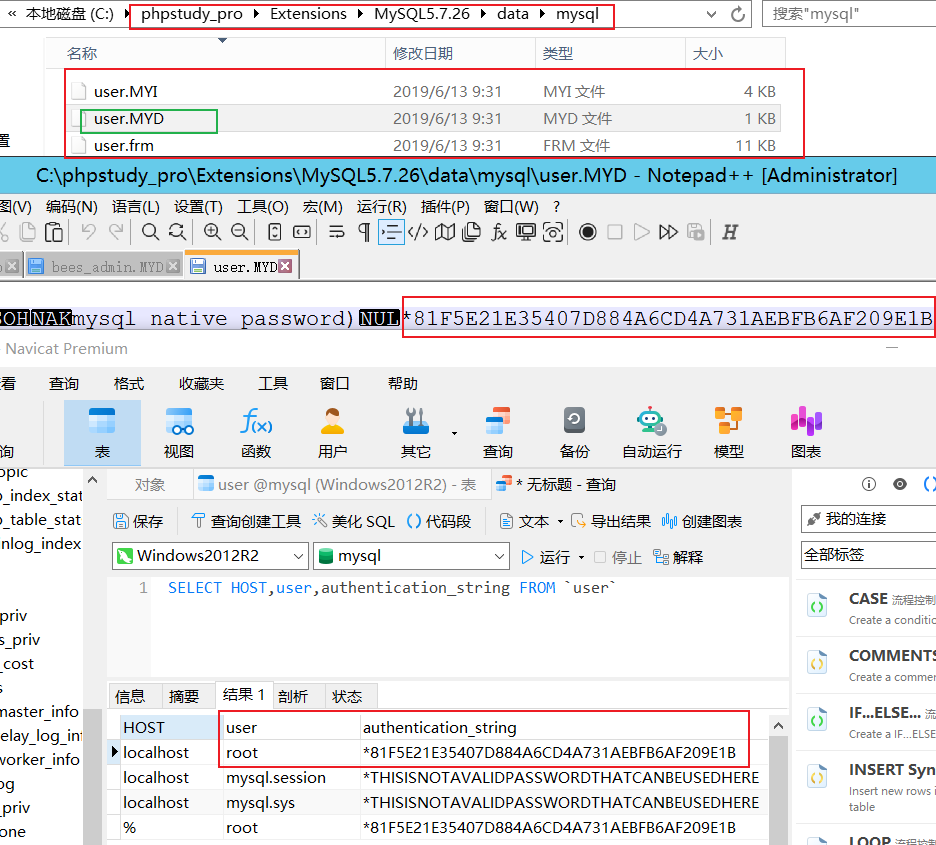 « 本地磁盘 (C:) phpstudy_pro Extensions MySQL5.7.26 data mysql 搜索"mysql"
名称 修改日期 类型 大小
user.MYI 2019/6/13 9:31 MYI 文件 4 KB
user.MYD 2019/6/13 9:31 MYD 文件 1 KB
user.frm 2019/6/13 9:31 FRM 文件 11 KB
置
C:\phpstudy_pro\Extensions\MySQL5.7.26\data\mysql\user.MYD - Notepad++ [Administrator]
图(V) 编码(N) 语言(L) 设置(T) 工具(O) 宏(M) 运行(R) 插件(P) 窗口(W) ?
bees_admin.MYD user.MYD
SOHNAKmysql native password)NUL*81F5E21E35407D884A6CD4A731AEBFB6AF209E1B
Navicat Premium
查看 查询 格式 收藏夹 工具 窗口 帮助
询 表 视图 函数 用户 其它 查询 备份 自动运行 模型 图表
f(x)
opic 对象 user @mysql (Windows2012R2) - 表 * 无标题 - 查询
o_index_stat 保存 查询创建工具 美化 SQL () 代码段 文本 导出结果 创建图表 我的连接
o_table_stat
nlog_index Windows2012R2 mysql 运行 停止 解释 全部标签
1 SELECT HOST,user,authentication_string FROM `user`
priv
s_priv
_cost
s
master_info
elay_log_in
worker_info
og
_priv
one
信息 摘要 结果 1 剖析 状态
HOST user authentication_string
localhost root *81F5E21E35407D884A6CD4A731AEBFB6AF209E1B
localhost mysql.session *THISISNOTAVALIDPASSWORDTHATCANBEUSEDHERE
localhost mysql.sys *THISISNOTAVALIDPASSWORDTHATCANBEUSEDHERE
% root *81F5E21E35407D884A6CD4A731AEBFB6AF209E1B
CASE 流程控制
Create a conditio
COMMENTS
Create a commer
IF...ELSE... 流
Create a IF...ELSE
INSERT Syn
Insert new rows i
table
LOOP 流程控制